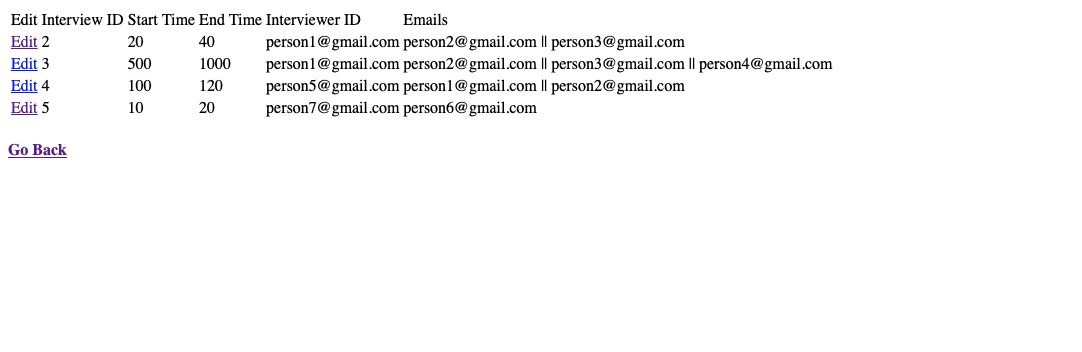 Edit Interview ID Start Time End Time Interviewer ID Emails
Edit 2 20 40 person1@gmail.com person2@gmail.com || person3@gmail.com
Edit 3 500 1000 person1@gmail.com person2@gmail.com || person3@gmail.com || person4@gmail.com
Edit 4 100 120 person5@gmail.com person1@gmail.com || person2@gmail.com
Edit 5 10 20 person7@gmail.com person6@gmail.com
Go Back